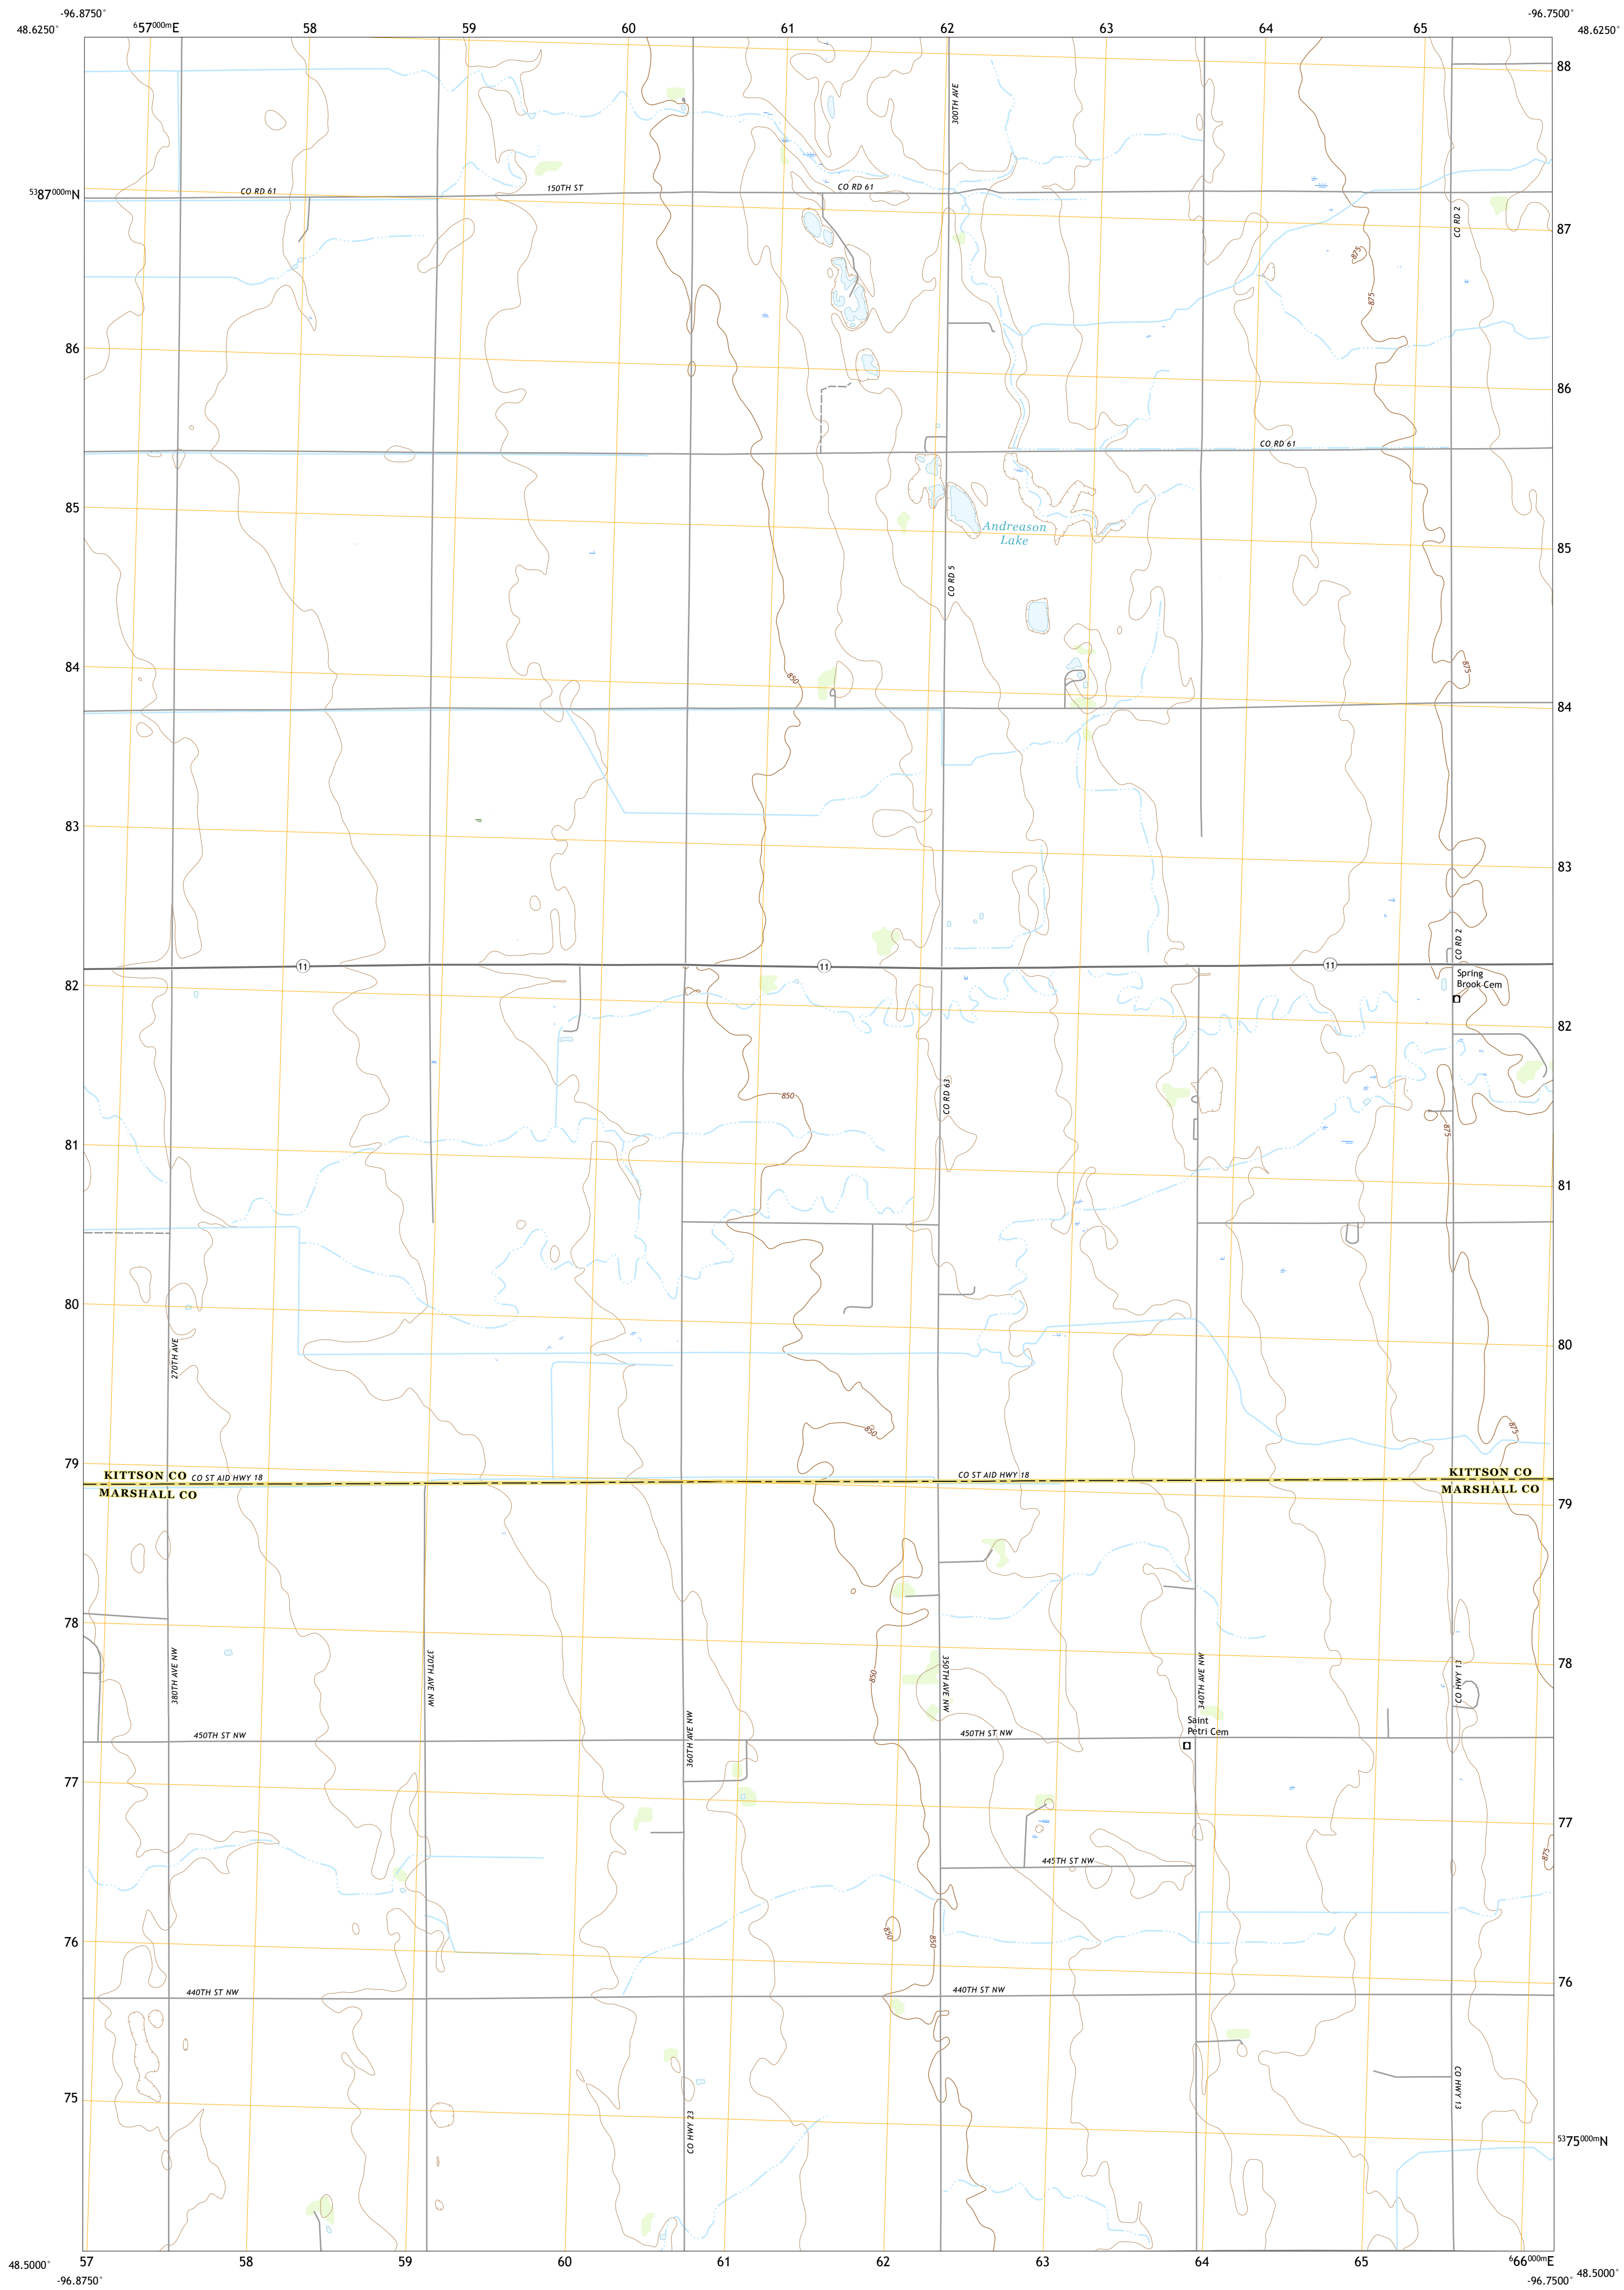 -96.8750°
-96.7500°
48.6250°
657000mE
58
59
60
61
62
63
64
65
48.6250°
88
300TH AVE
5387000mN
CO RD 61
150TH ST
CO RD 61
CO RD 2
87
875
875
86
86
CO RD 61
85
Andreason
Lake
85
CO RD 5
84
850
875
84
83
83
CO RD 2
11
11
11
82
Spring
Brook Cem
82
850
CO RD 63
875
81
81
80
270TH AVE
80
850
875
79
KITTSON CO
CO ST AID HWY 18
CO ST AID HWY 18
KITTSON CO
MARSHALL CO
MARSHALL CO
79
78
380TH AVE NW
370TH AVE NW
850
350TH AVE NW
340TH AVE NW
CO HWY 13
78
360TH AVE NW
Saint
Petri Cem
450TH ST NW
450TH ST NW
77
77
445TH ST NW
875
850
850
76
76
440TH ST NW
440TH ST NW
75
CO HWY 13
CO HWY 23
5375000mN
48.5000°
57
58
59
60
61
62
63
64
65
666000mE
48.5000°
-96.8750°
-96.7500°